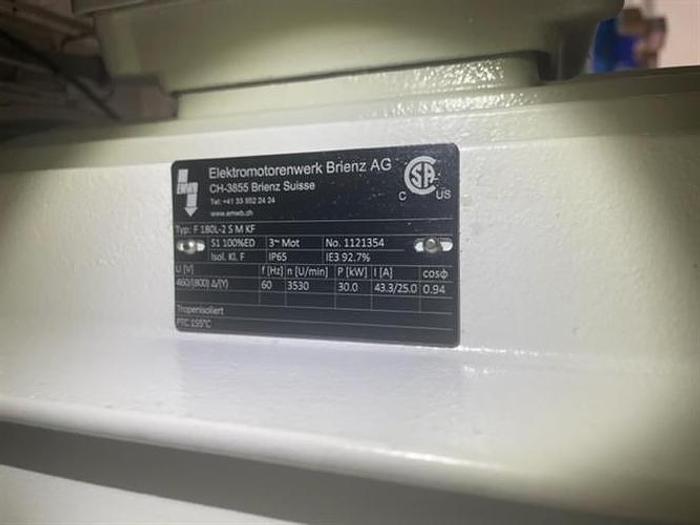 Elektromotorenwerk Brienz AG
CH-3855 Brienz Suisse
Tel: +41 33 952 24 24
www.emwb.ch
EMWB
SA
C US
Typ: F 180L-2 S M KF
S1 100%ED 3~ Mot No. 1121354
Isol. Kl. F IP65 IE3 92.7%
U [V] f [Hz] n [U/min] P [kW] I [A] cosϕ
460/(800) Δ/(Y) 60 3530 30.0 43.3/25.0 0.94
Tropenisoliert
PTC 155°C